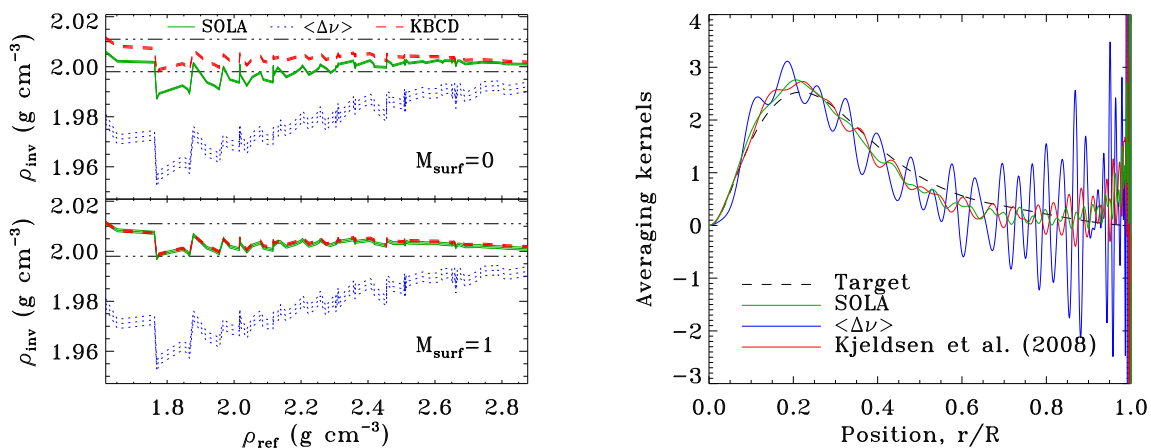 SOLA <Δν> KBCD
2.02
2.00
1.98
1.96
ρinv (g cm−3)
Msurf=0
2.02
2.00
1.98
1.96
ρinv (g cm−3)
Msurf=1
1.8 2.0 2.2 2.4 2.6 2.8
ρref (g cm−3)
4
3
2
1
0
−1
−2
−3
Averaging kernels
Target
SOLA
<Δν>
Kjeldsen et al. (2008)
0.0 0.2 0.4 0.6 0.8 1.0
Position, r/R